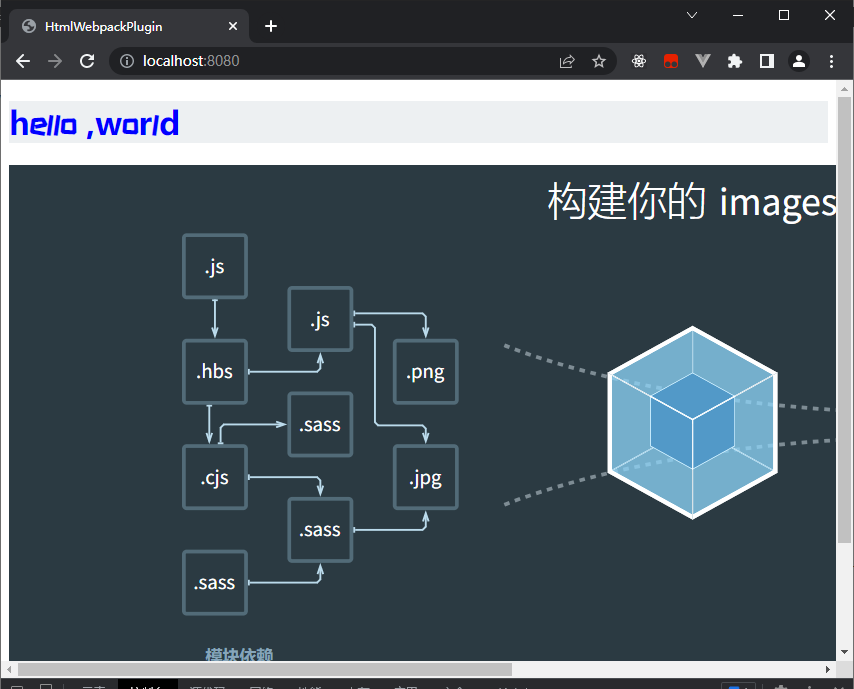 HtmlWebpackPlugin
localhost:8080
hello ,world
构建你的 images
.js
.js
.hbs
.png
.sass
.cjs
.jpg
.sass
.sass
模块依赖